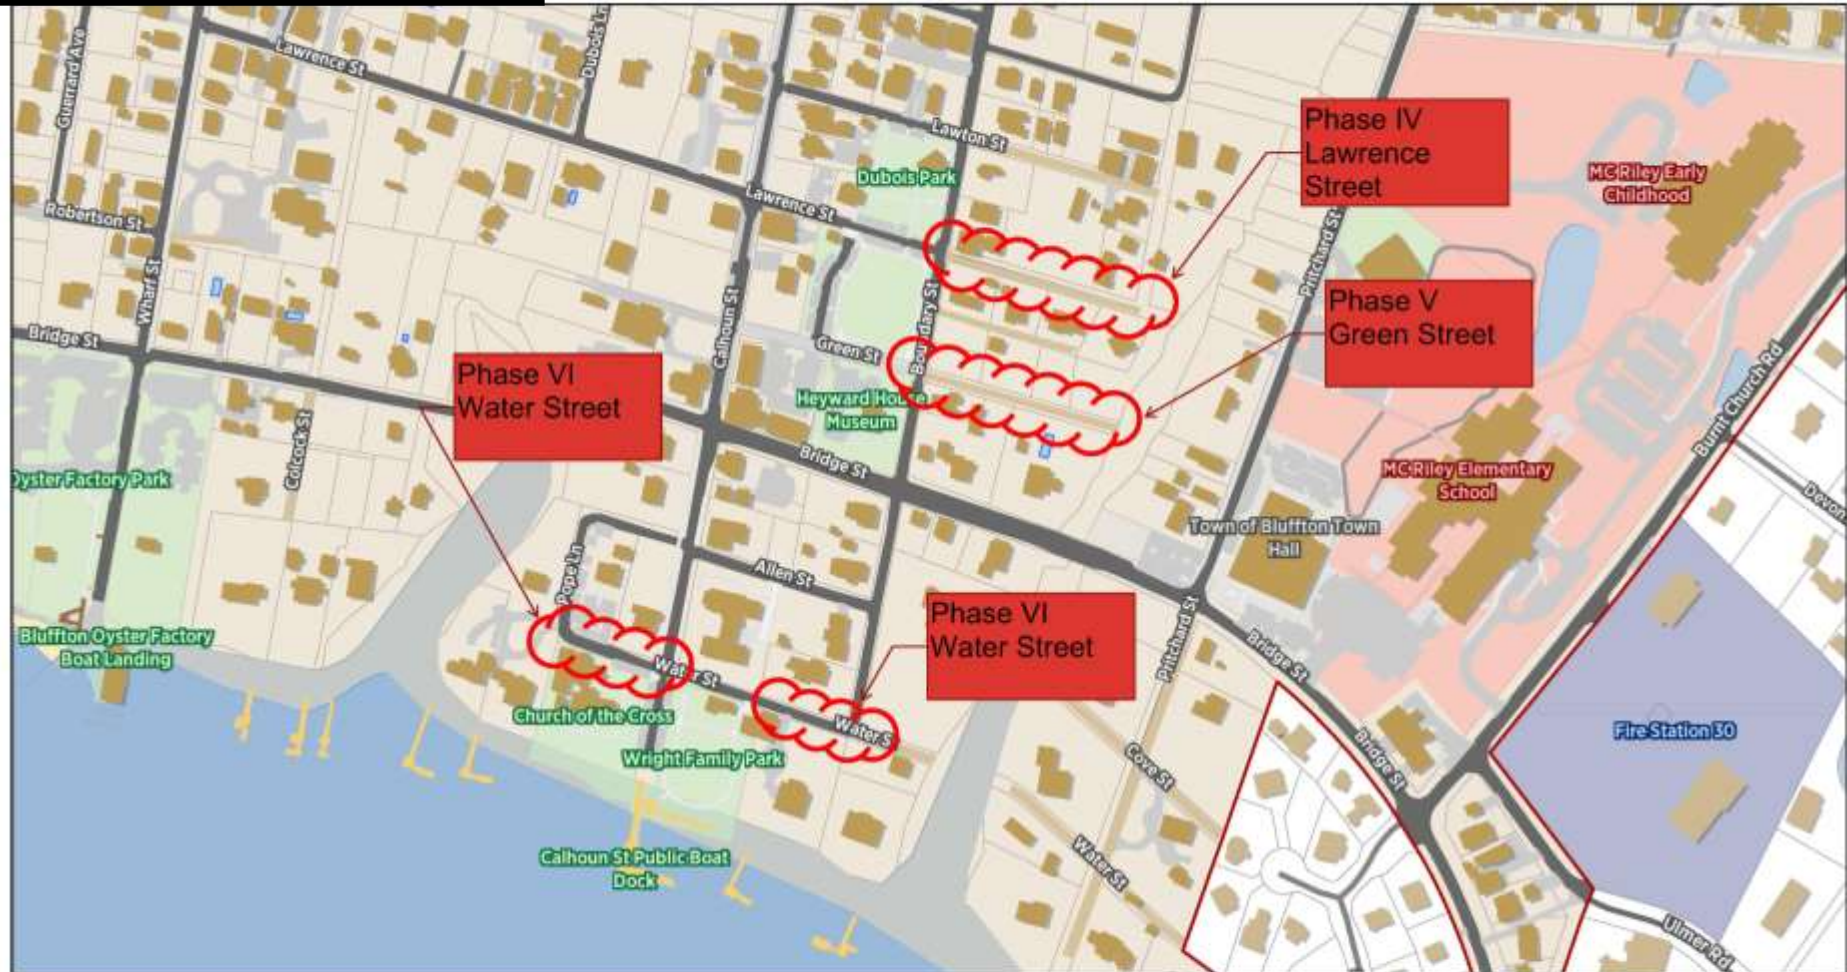 Guerrard Ave
Lawrence St
Dubois Ln
Lawton St
Dubois Park
Phase IV
Lawrence
Street
MC Riley Early
Childhood
Robertson St
Lawrence St
Wharf St
Pritchard St
Calhoun St
Boundary St
Phase V
Green Street
Bridge St
Green St
Phase VI
Water Street
Heyward House
Museum
Burnt Church Rd
Colcock St
Bridge St
Oyster Factory Park
MC Riley Elementary
School
Devon
Town of Bluffton Town
Hall
Pope Ln
Allen St
Phase VI
Water Street
Bluffton Oyster Factory
Boat Landing
Water St
Pritchard St
Bridge St
Church of the Cross
Water S
Fire Station 30
Wright Family Park
Cove St
Bridge St
Calhoun St Public Boat
Dock
Water St
Ulmer Rd